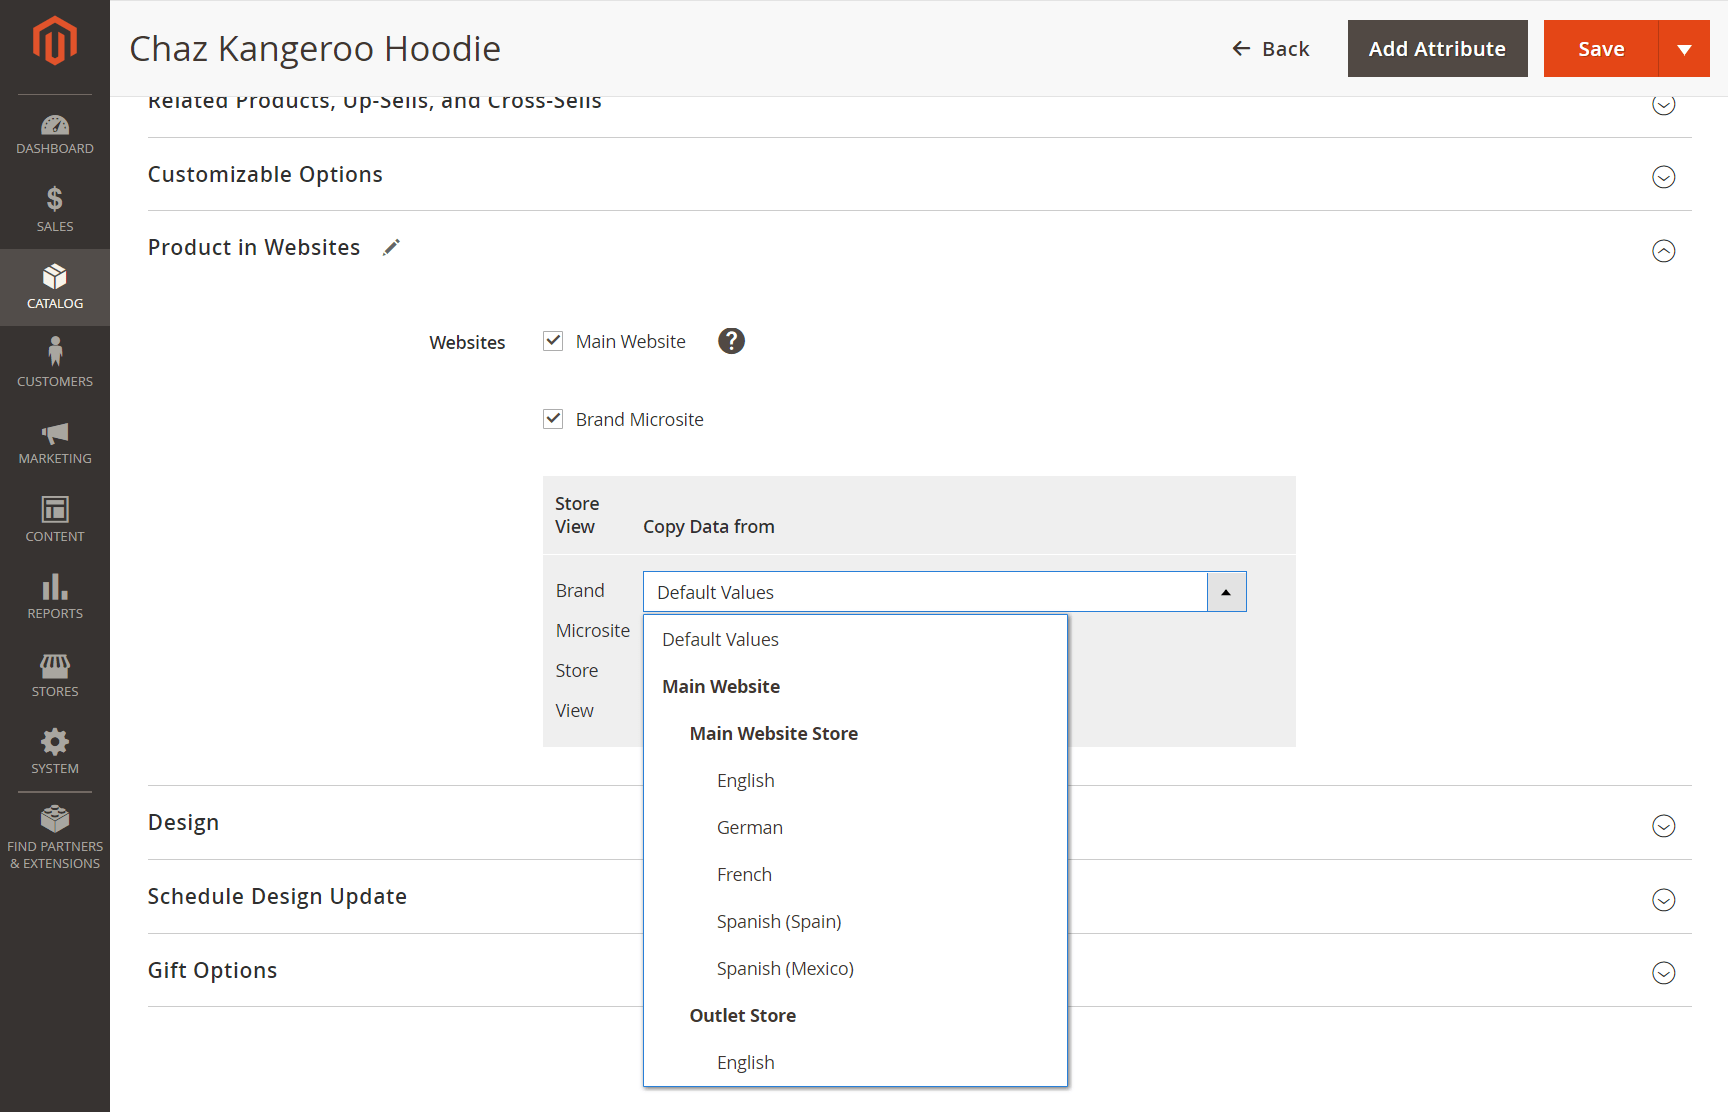 Chaz Kangeroo Hoodie
Back
Add Attribute
Save
DASHBOARD
SALES
CATALOG
CUSTOMERS
MARKETING
CONTENT
REPORTS
STORES
SYSTEM
FIND PARTNERS
& EXTENSIONS
Related Products, Up-Sells, and Cross-Sells
Customizable Options
Product in Websites
Websites
Main Website
?
Brand Microsite
Store
View
Copy Data from
Brand
Microsite
Store
View
Default Values
Default Values
Main Website
Main Website Store
English
German
French
Spanish (Spain)
Spanish (Mexico)
Outlet Store
English
Design
Schedule Design Update
Gift Options